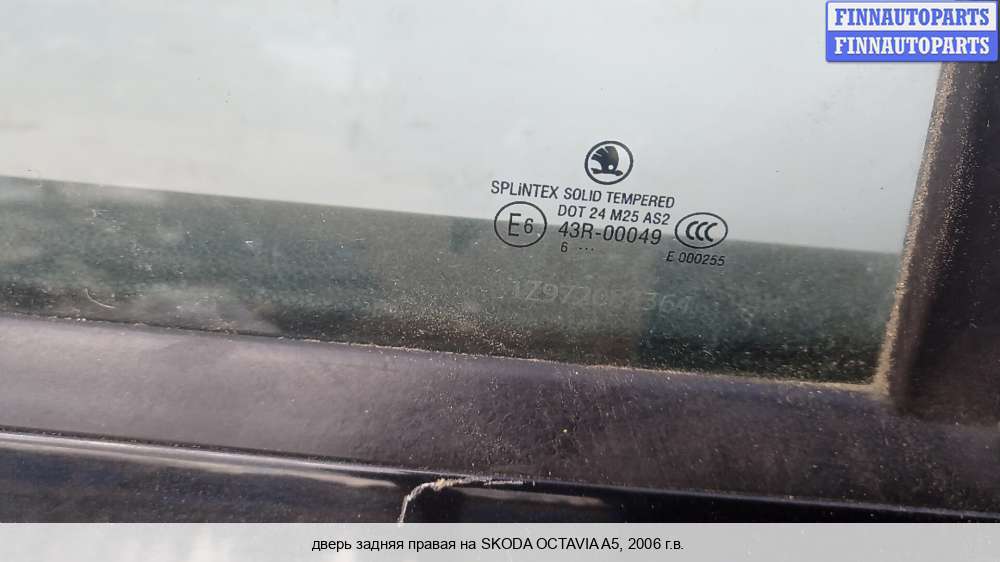 FINNAUTOPARTS
FINNAUTOPARTS
SPLiNTEX SOLID TEMPERED
DOT 24 M25 AS2
E6 43R-00049 CCC
6 ...
E 000255
дверь задняя правая на SKODA OCTAVIA A5, 2006 г.в.